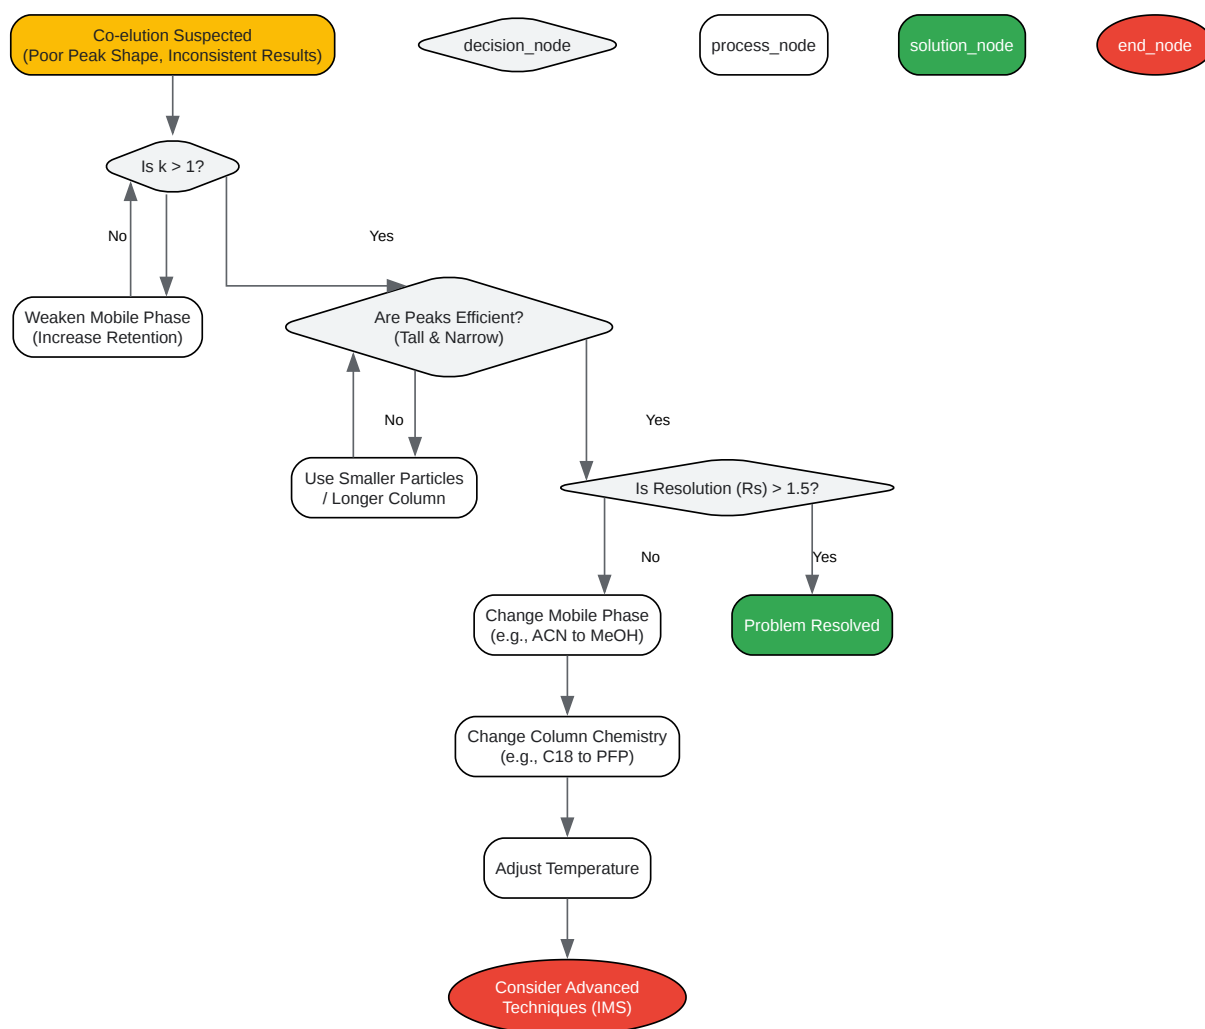 Co-elution Suspected
(Poor Peak Shape, Inconsistent Results)
decision_node
process_node
solution_node
end_node
Is k > 1?
No
Yes
Weaken Mobile Phase
(Increase Retention)
Are Peaks Efficient?
(Tall & Narrow)
No
Yes
Use Smaller Particles
/ Longer Column
Is Resolution (Rs) > 1.5?
No
Yes
Change Mobile Phase
(e.g., ACN to MeOH)
Problem Resolved
Change Column Chemistry
(e.g., C18 to PFP)
Adjust Temperature
Consider Advanced
Techniques (IMS)